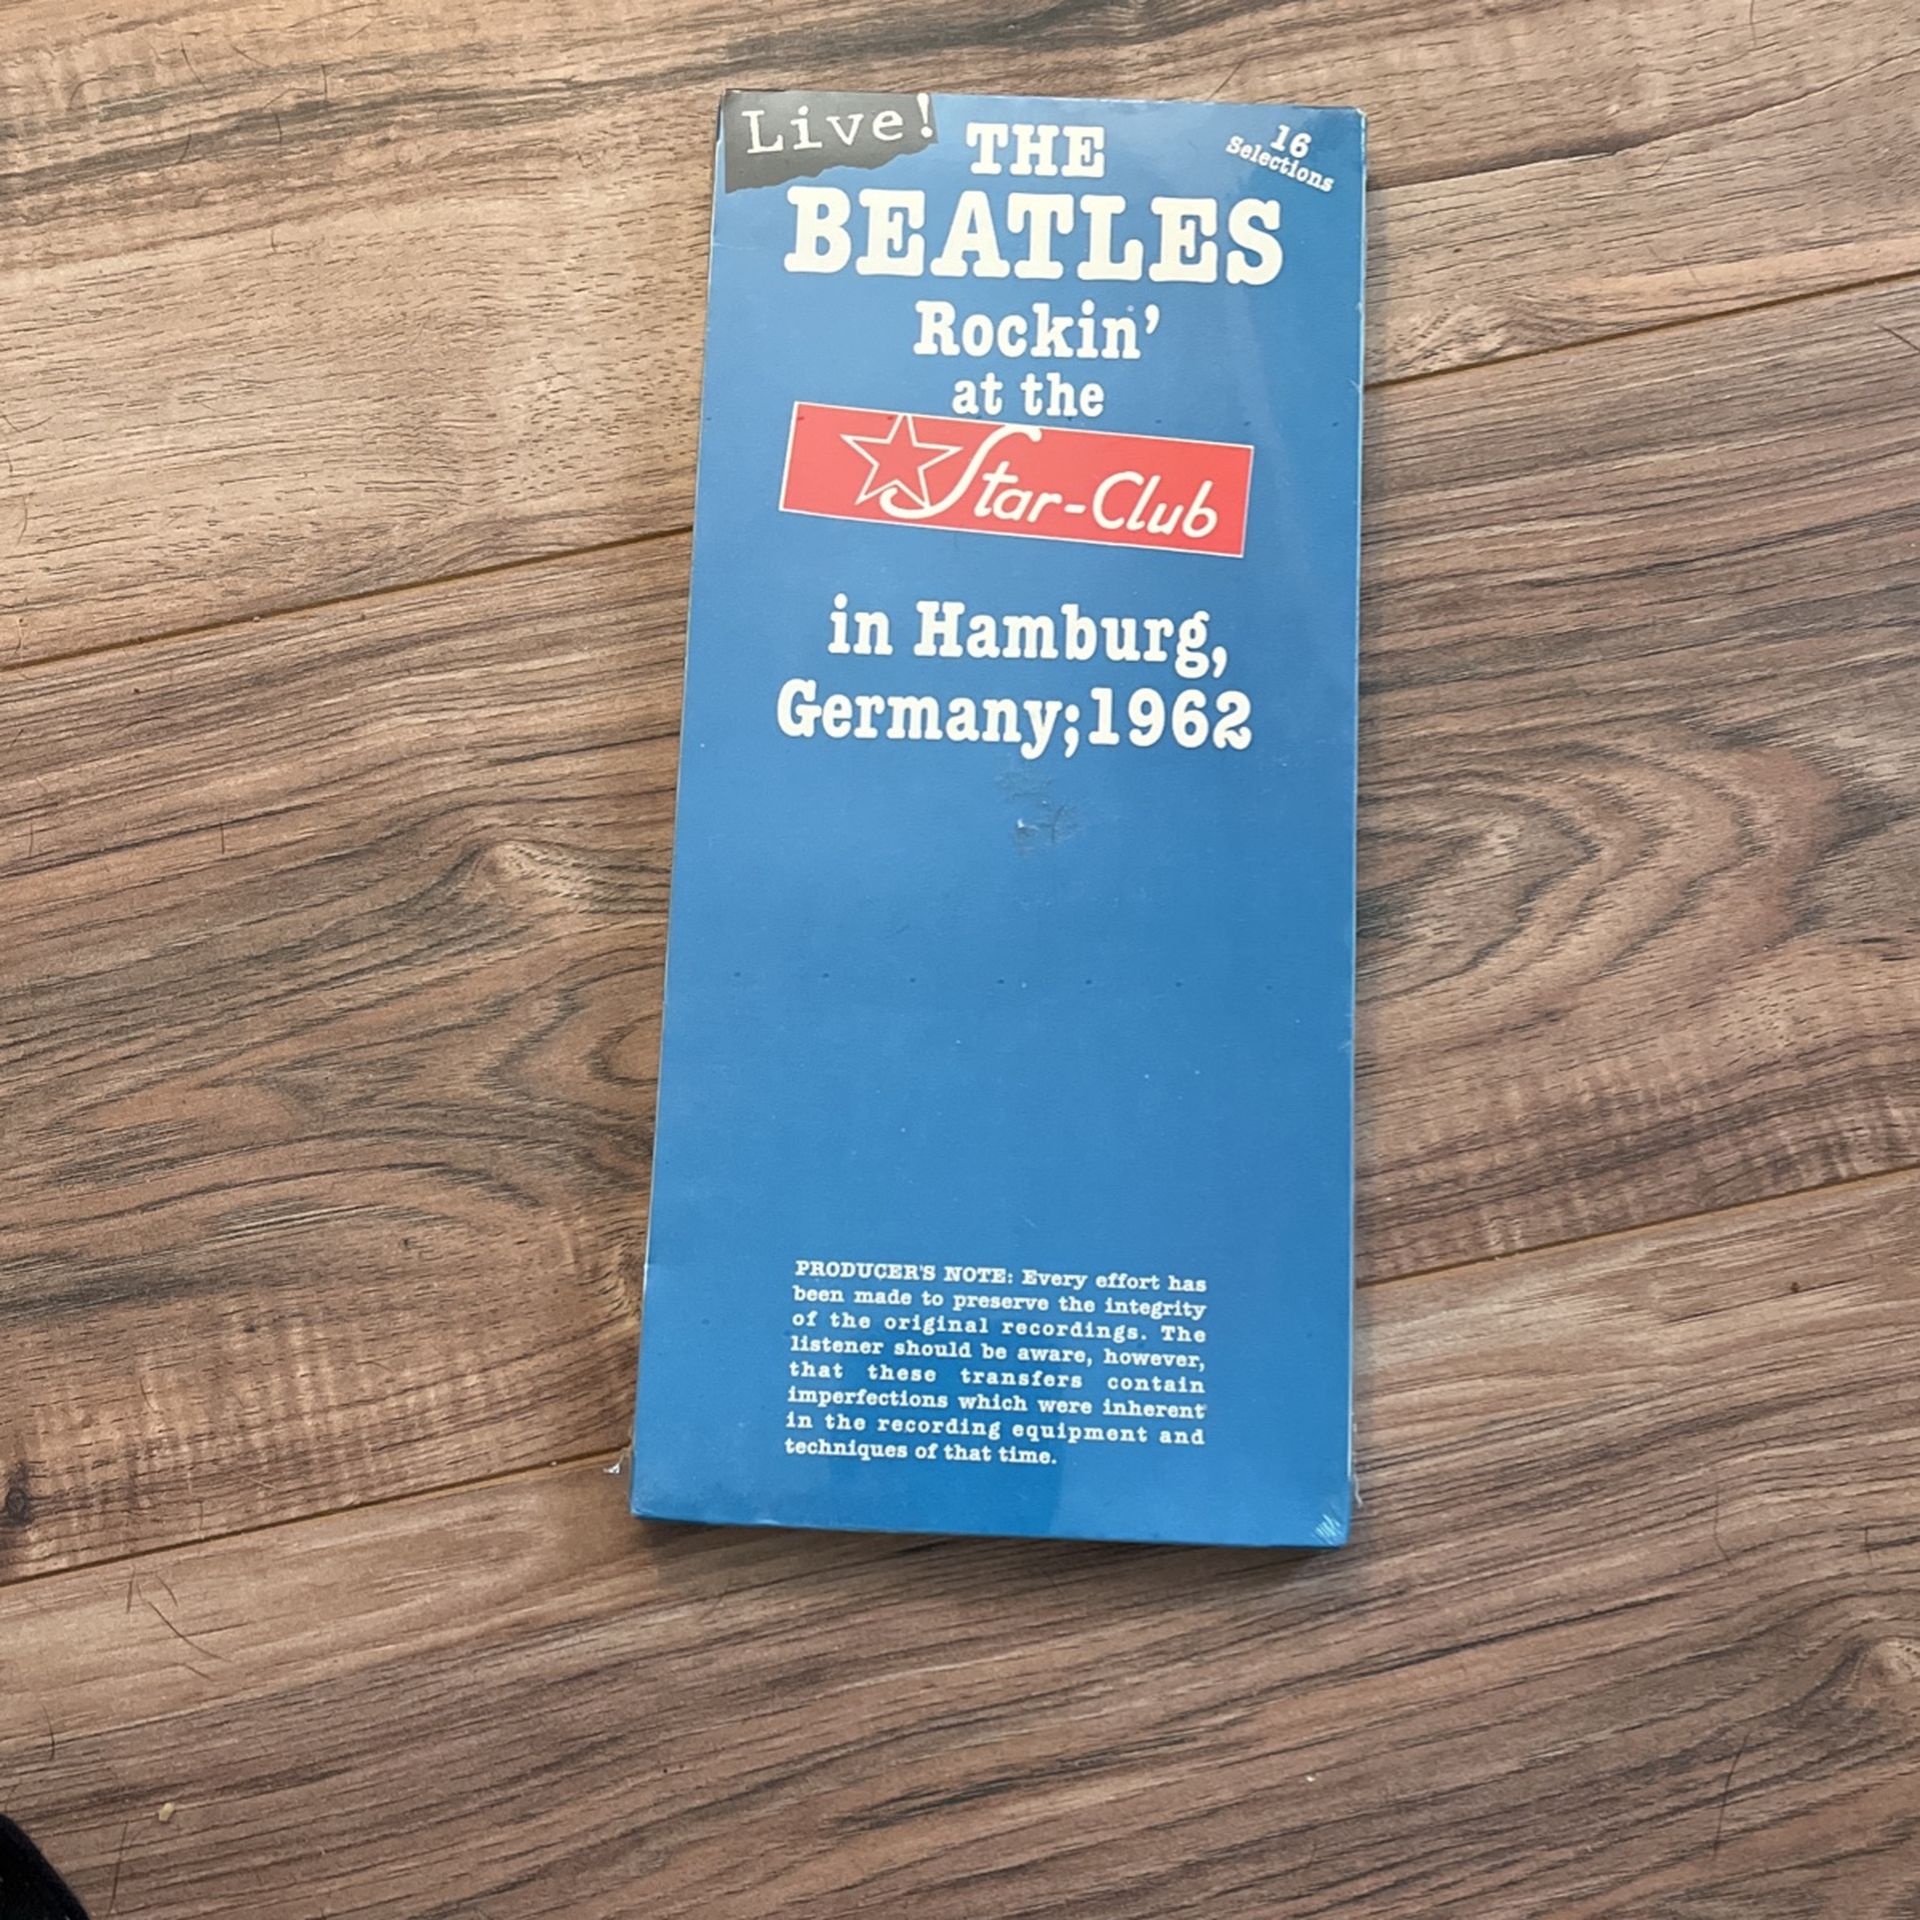 Live!
THE
16
Selections
BEATLES
Rockin'
at the
Star-Club
in Hamburg,
Germany;1962
PRODUCER'S NOTE: Every effort has
been made to preserve the integrity
of the original recordings. The
listener should be aware, however,
that these transfers contain
imperfections which were inherent
in the recording equipment and
techniques of that time.